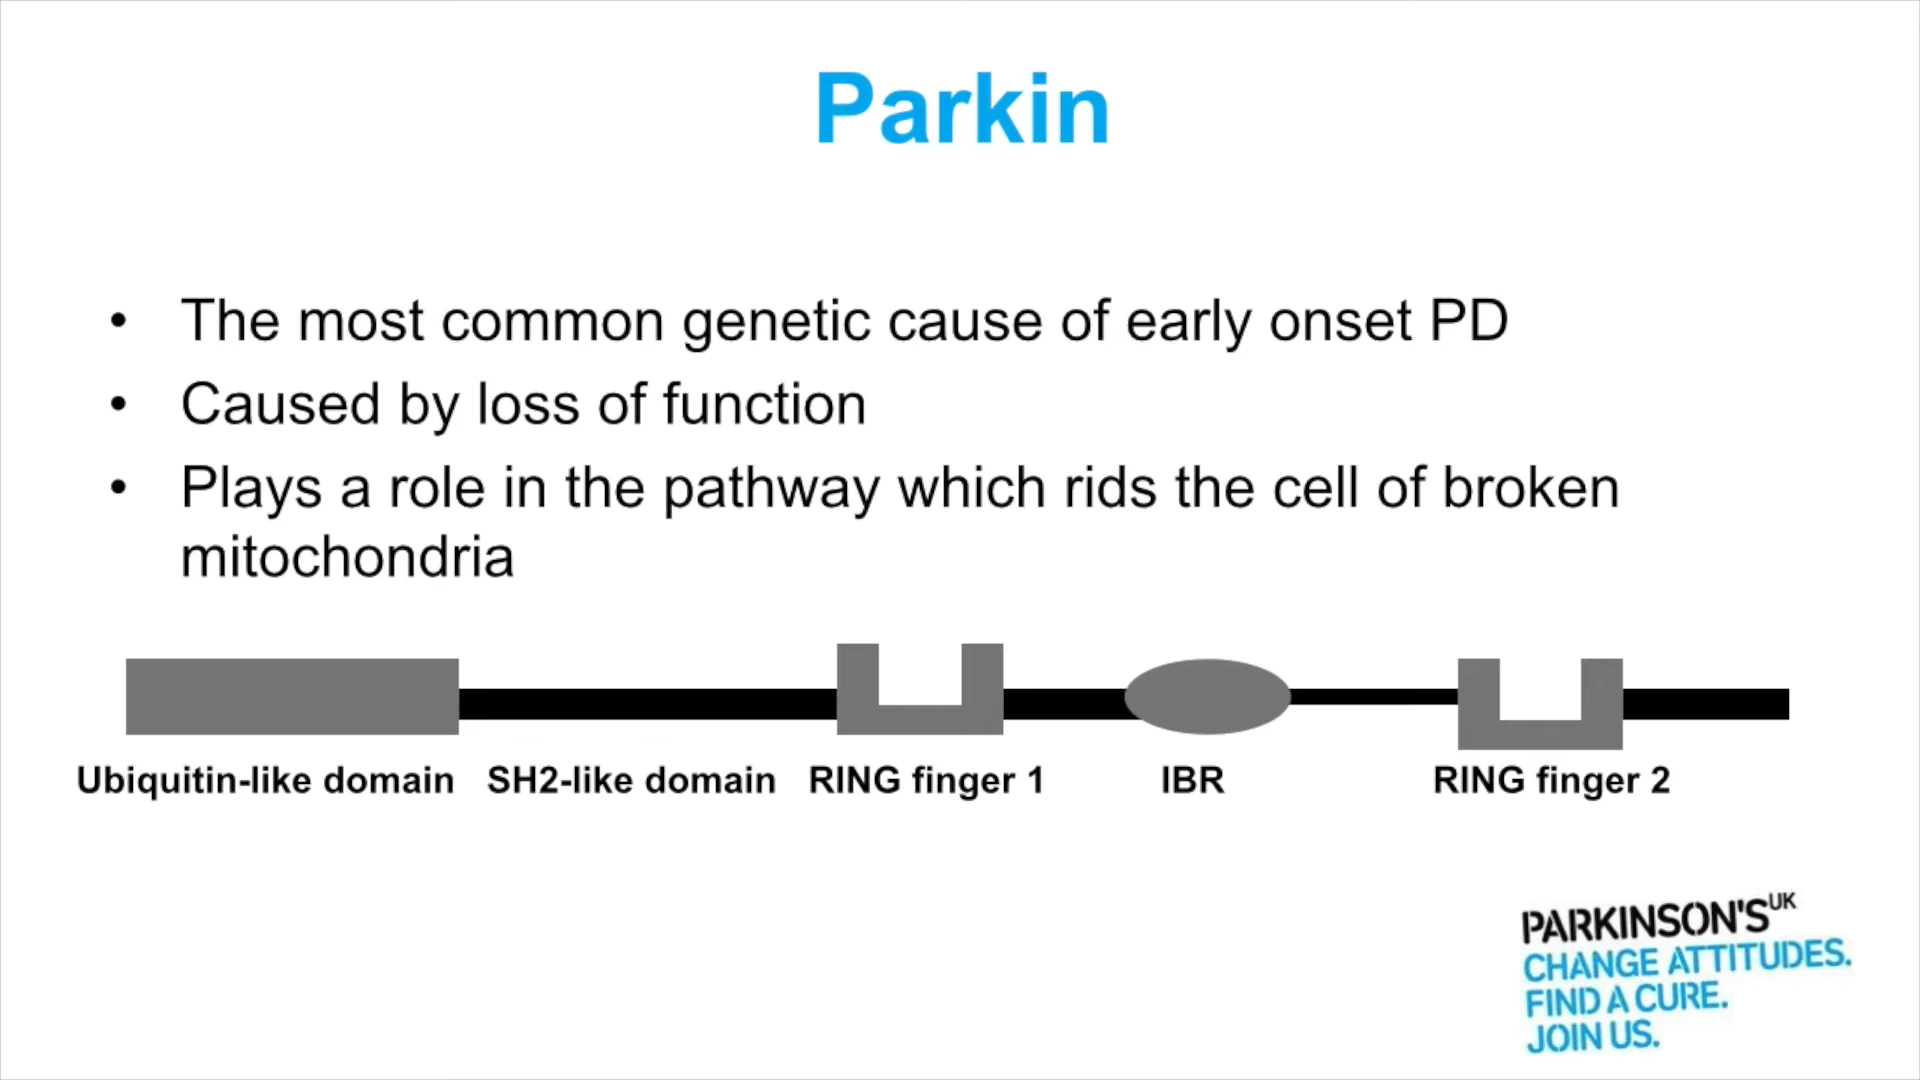 Parkin
• The most common genetic cause of early onset PD
• Caused by loss of function
• Plays a role in the pathway which rids the cell of broken
mitochondria
Ubiquitin-like domain SH2-like domain RING finger 1 IBR RING finger 2
PARKINSON'S UK
CHANGE ATTITUDES.
FIND A CURE.
JOIN US.